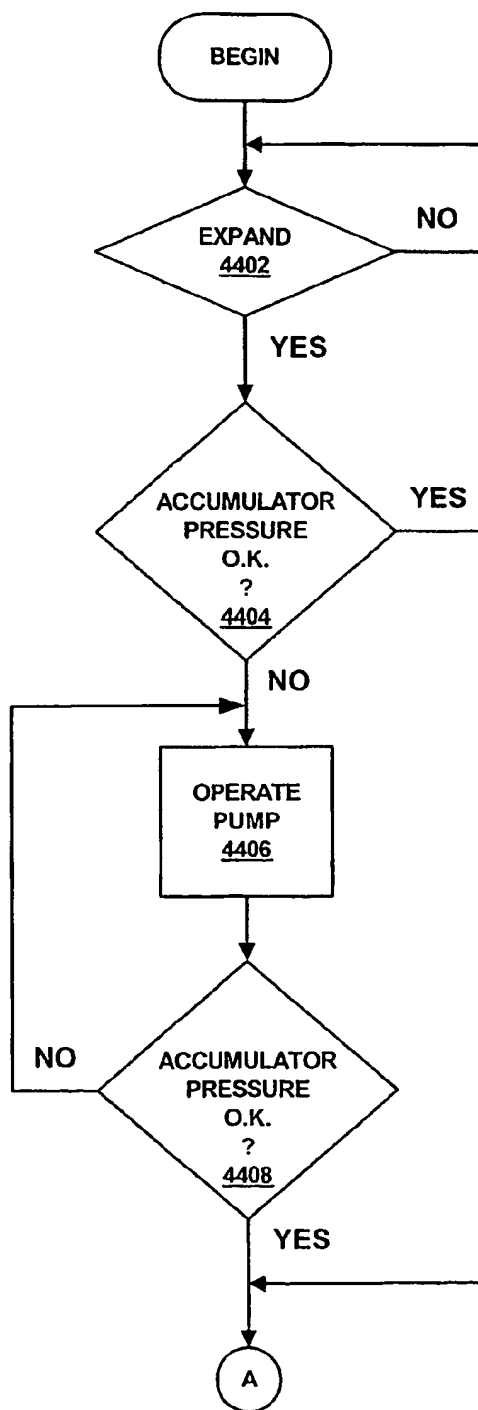 BEGIN
EXPAND
4402
NO
YES
ACCUMULATOR
PRESSURE
O.K.
?
4404
YES
NO
OPERATE
PUMP
4406
ACCUMULATOR
PRESSURE
O.K.
?
4408
NO
YES
A